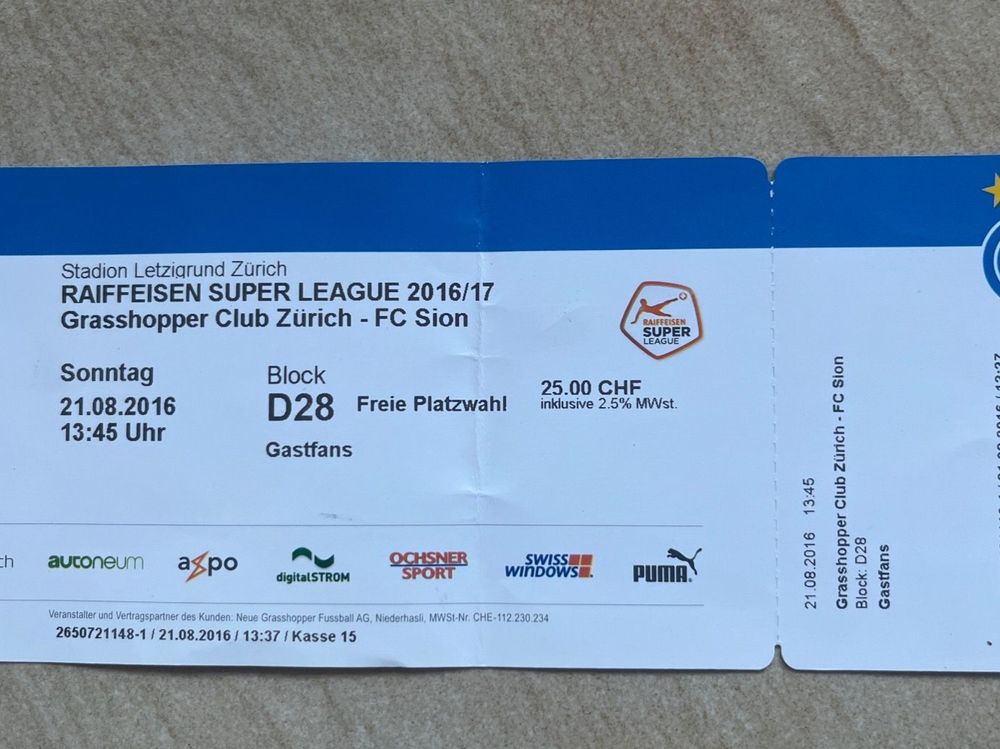 Stadion Letzigrund Zürich
RAIFFEISEN SUPER LEAGUE 2016/17
Grasshopper Club Zürich - FC Sion
RAIFFEISEN
SUPER
LEAGUE
Sonntag
21.08.2016
13:45 Uhr
Block
D28 Freie Platzwahl
Gastfans
25.00 CHF
inklusive 2.5% MWst.
ch
autoneum
axpo
digitalSTROM
OCHSNER
SPORT
SWISS
WINDOWS
PUMA
Veranstalter und Vertragspartner des Kunden: Neue Grasshopper Fussball AG, Niederhasli, MWSt-Nr. CHE-112.230.234
2650721148-1 / 21.08.2016 / 13:37 / Kasse 15
21.08.2016 13:45
Grasshopper Club Zürich - FC Sion
Block: D28
Gastfans